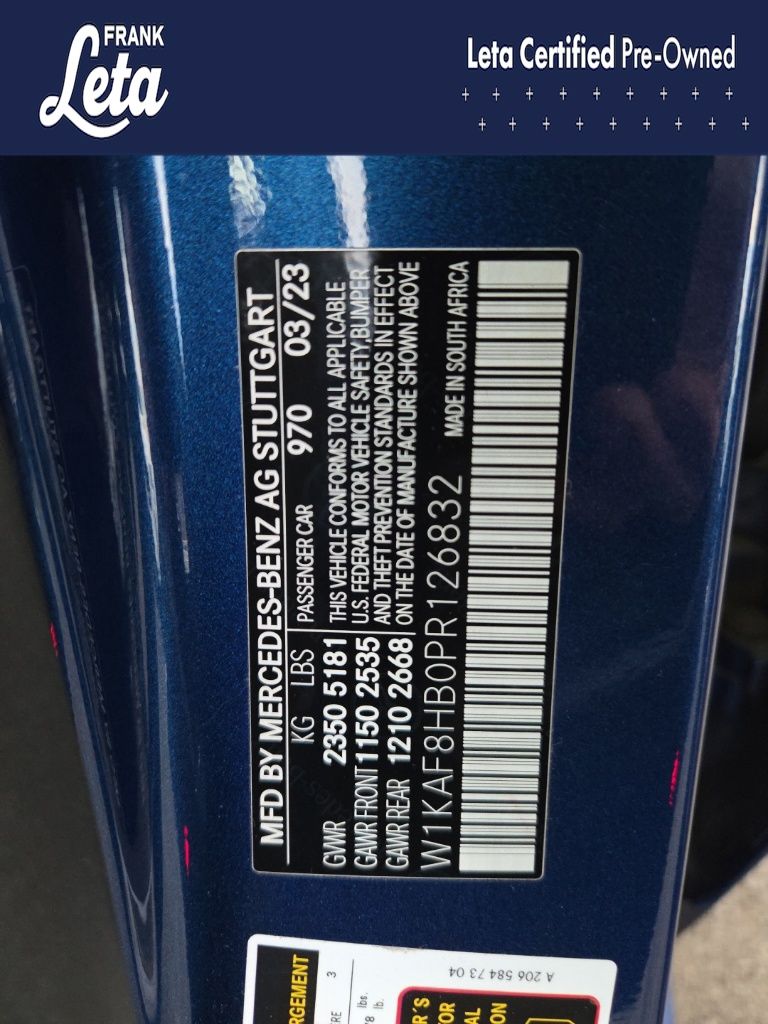 FRANK
Leta
Leta Certified Pre-Owned
MFD BY MERCEDES-BENZ AG STUTTGART
KG LBS PASSENGER CAR 970 03/23
GVWR 2350 5181
GAWR FRONT 1150 2535
GAWR REAR 1210 2668
THIS VEHICLE CONFORMS TO ALL APPLICABLE
U.S. FEDERAL MOTOR VEHICLE SAFETY,BUMPER
AND THEFT PREVENTION STANDARDS IN EFFECT
ON THE DATE OF MANUFACTURE SHOWN ABOVE
W1KAF8HB0PR126832 MADE IN SOUTH AFRICA
A 206 584 73 04
3
lbs.
lb.